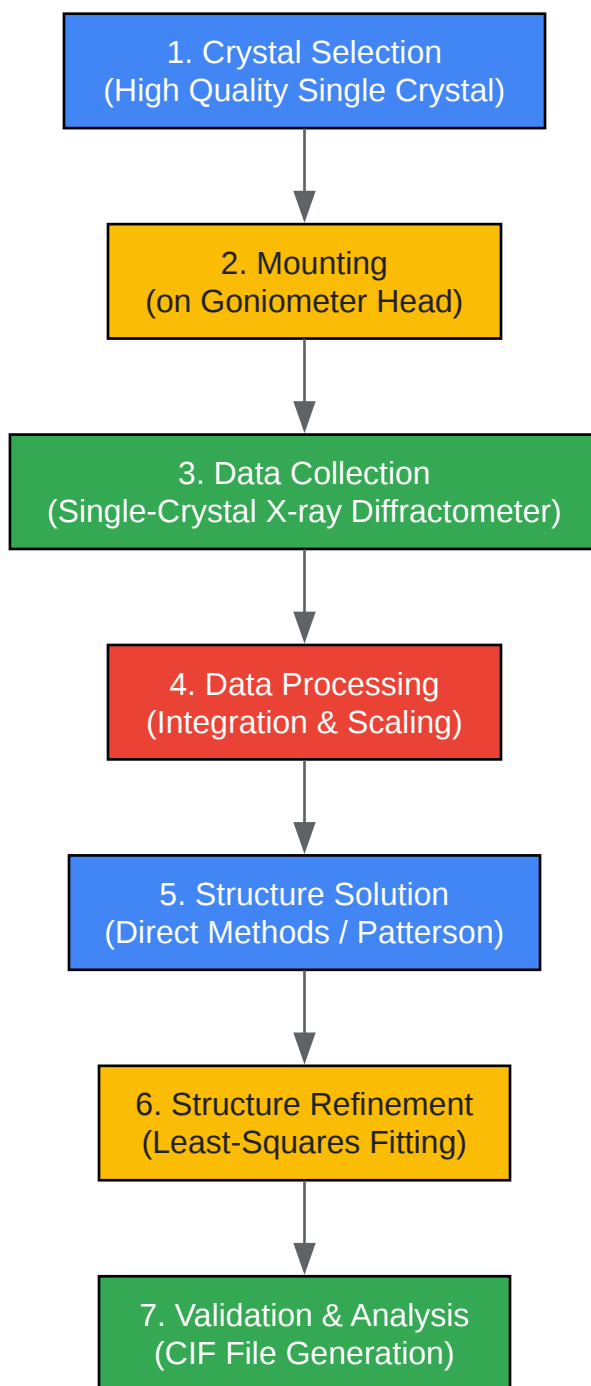 1. Crystal Selection
(High Quality Single Crystal)
2. Mounting
(on Goniometer Head)
3. Data Collection
(Single-Crystal X-ray Diffractometer)
4. Data Processing
(Integration & Scaling)
5. Structure Solution
(Direct Methods / Patterson)
6. Structure Refinement
(Least-Squares Fitting)
7. Validation & Analysis
(CIF File Generation)